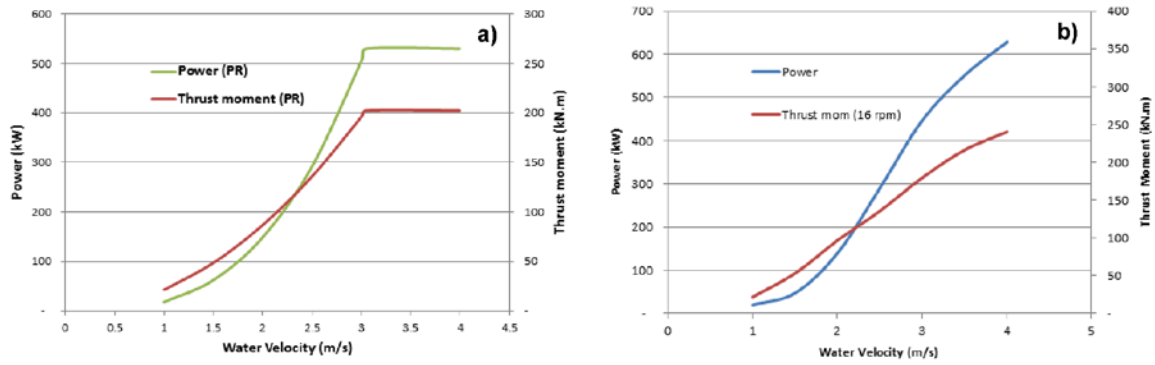 a)
600
500
400
300
200
100
-
Power (kW)
300
250
200
150
100
50
-
Thrust moment (kN.m)
Power (PR)
Thrust moment (PR)
0 0.5 1 1.5 2 2.5 3 3.5 4 4.5
Water Velocity (m/s)
b)
700
600
500
400
300
200
100
-
Power (kW)
400
350
300
250
200
150
100
50
-
Thrust Moment (kN.m)
Power
Thrust mom (16 rpm)
0 1 2 3 4 5
Water Velocity (m/s)